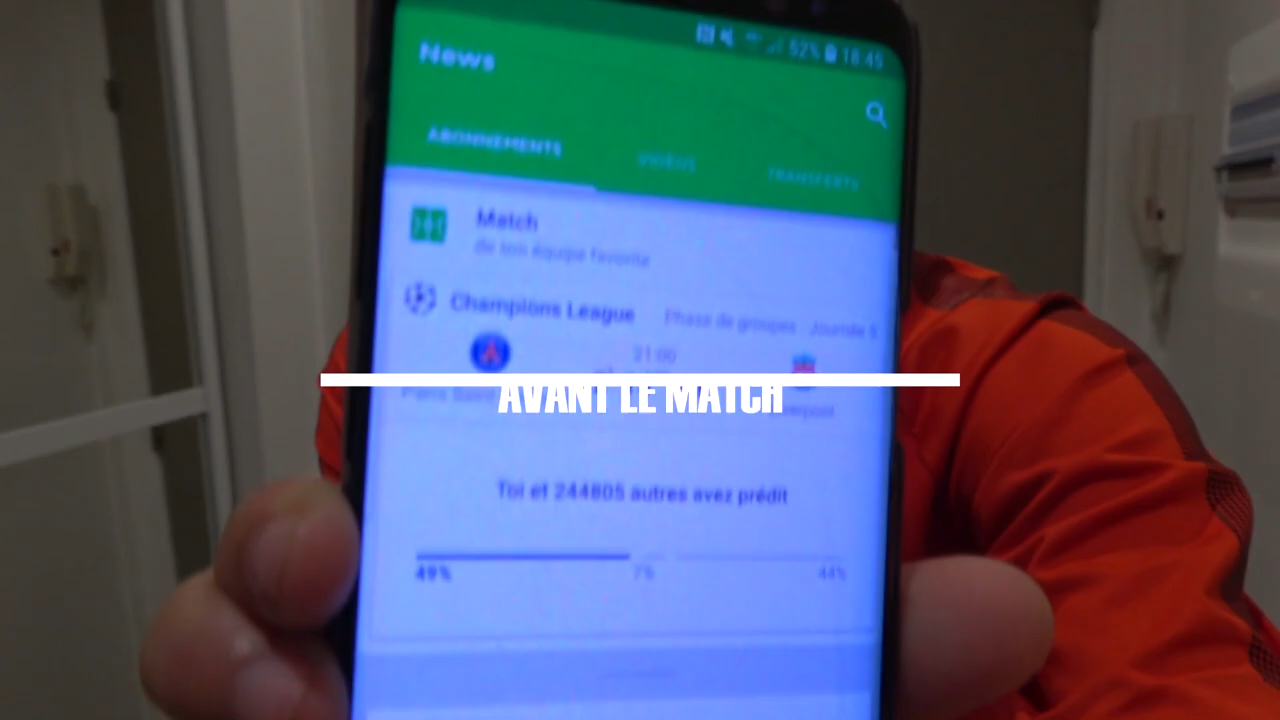 52% 18:45
News
ABONNEMENTS VIDÉOS TRANSFERTS
Match
de ton équipe favorite
Champions League Phase de groupes - Journée 5
21:00
AVANT LE MATCH
Toi et 244805 autres avez prédit
49% 7% 44%